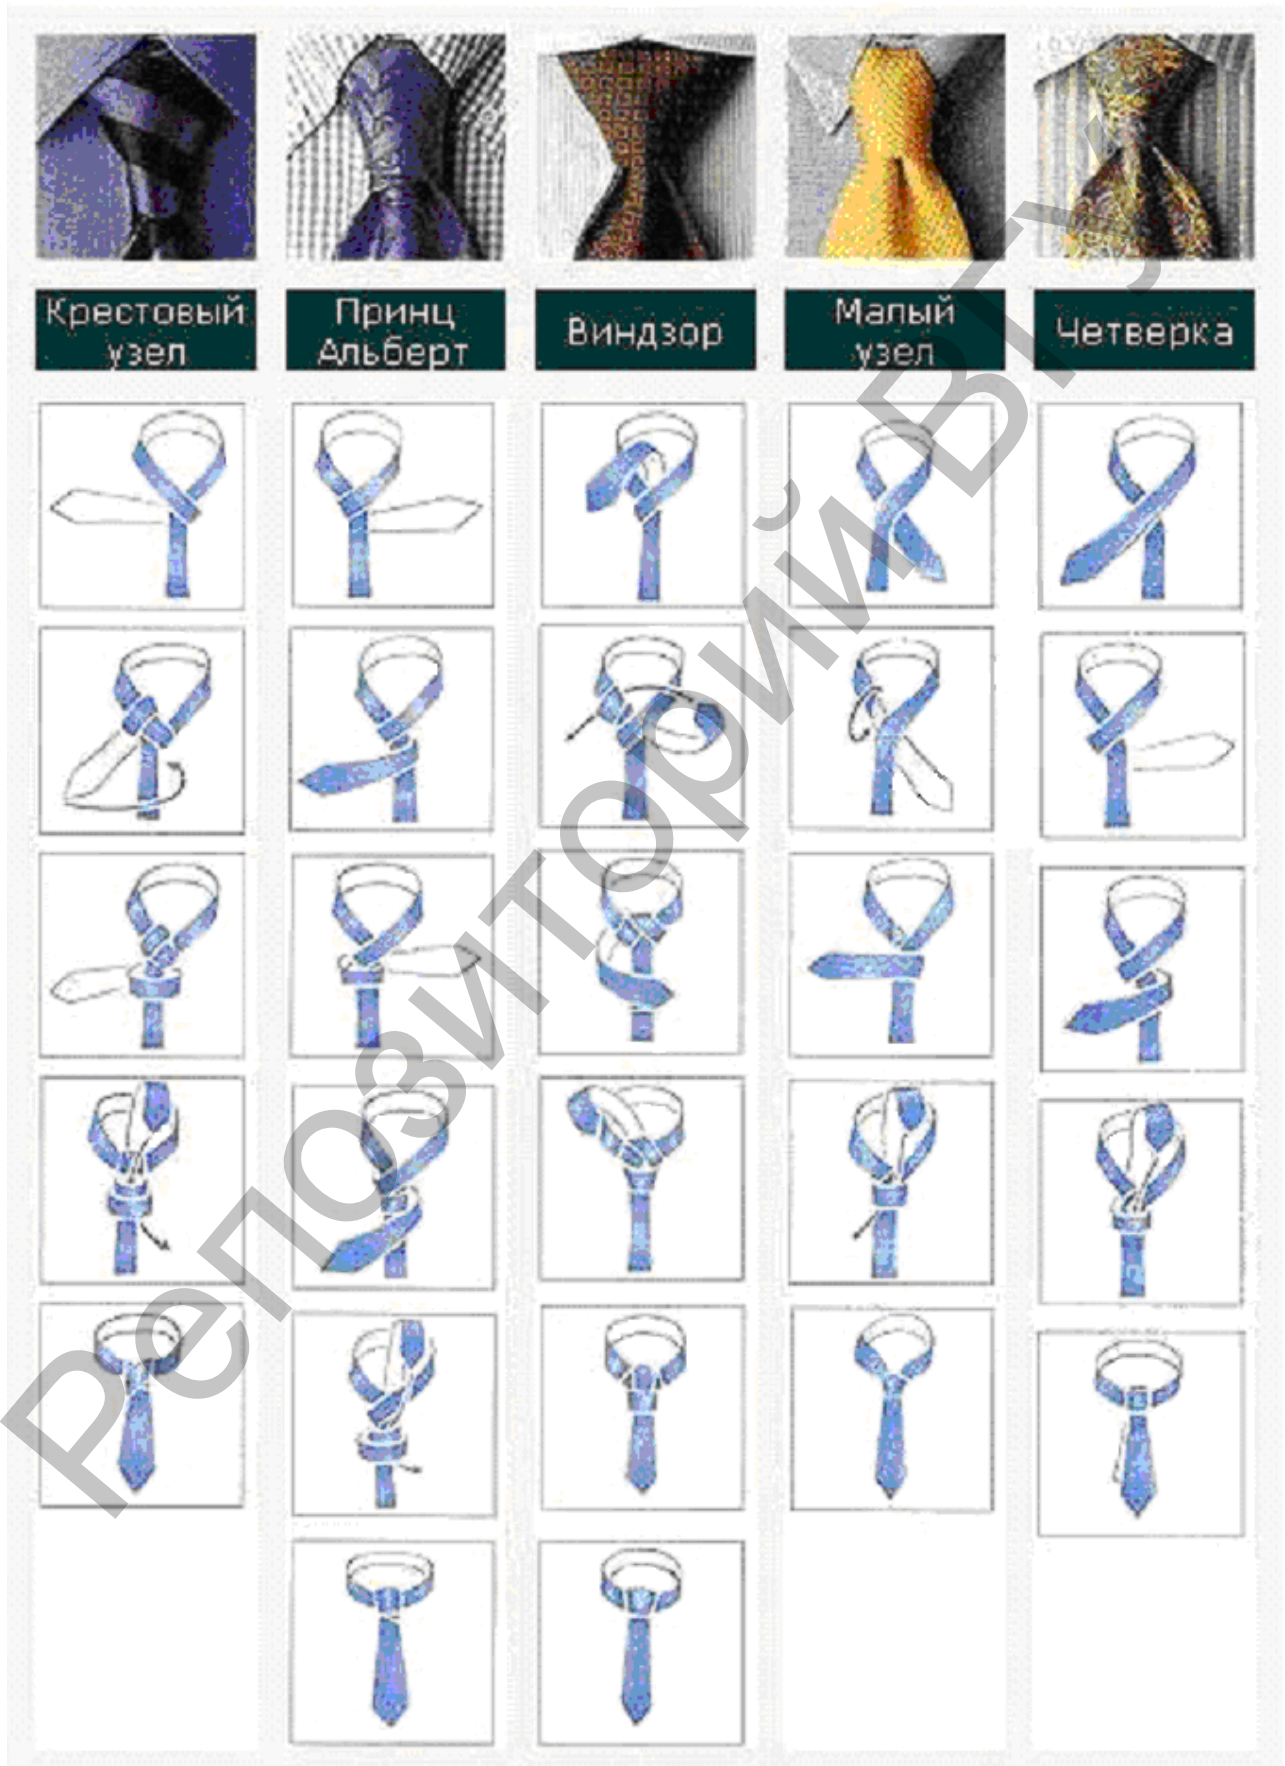 Крестовый
узел
Принц
Альберт
Виндзор
Малый
узел
Четверка
Репозиторий ВГУ